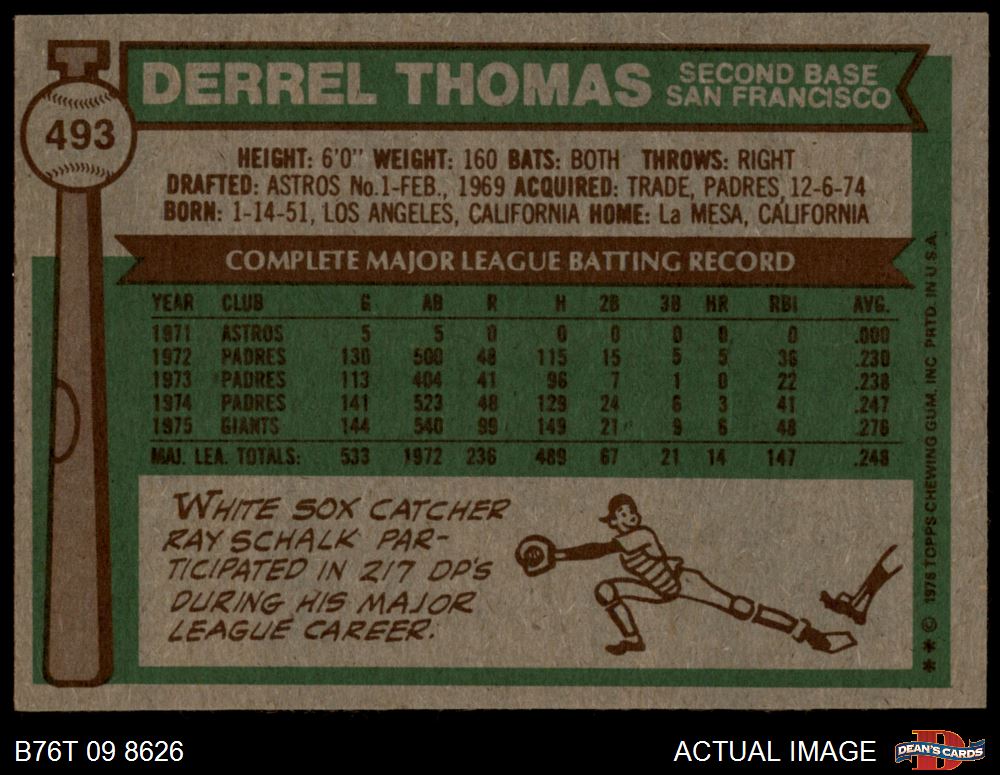 DERREL THOMAS SECOND BASE
SAN FRANCISCO
493
HEIGHT: 6'0" WEIGHT: 160 BATS: BOTH THROWS: RIGHT
DRAFTED: ASTROS No.1-FEB., 1969 ACQUIRED: TRADE, PADRES, 12-6-74
BORN: 1-14-51, LOS ANGELES, CALIFORNIA HOME: La MESA, CALIFORNIA
COMPLETE MAJOR LEAGUE BATTING RECORD
YEAR CLUB G AB R H 2B 3B HR RBI AVG.
1971 ASTROS 5 5 0 0 0 0 0 0 .000
1972 PADRES 130 500 48 115 15 5 5 36 .230
1973 PADRES 113 404 41 96 7 1 0 22 .238
1974 PADRES 141 523 48 129 24 6 3 41 .247
1975 GIANTS 144 540 99 149 21 9 6 48 .276
MAJ. LEA. TOTALS: 533 1972 236 489 67 21 14 147 .248
WHITE SOX CATCHER
RAY SCHALK PAR-
TICIPATED IN 217 DP'S
DURING HIS MAJOR
LEAGUE CAREER.
** © 1976 TOPPS CHEWING GUM, INC. PRTD. IN U.S.A.
B76T 09 8626 ACTUAL IMAGE DEAN'S CARDS